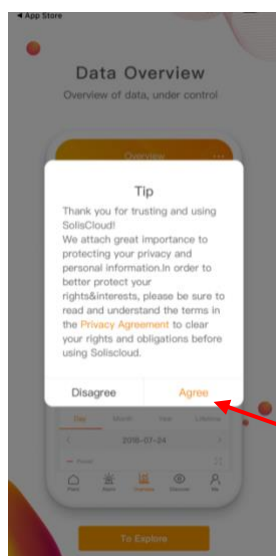 ◄ App Store
Data Overview
Overview of data, under control
Overview
Tip
Thank you for trusting and using
SolisCloud!
We attach great importance to
protecting your privacy and
personal information.In order to
better protect your
rights&interests, please be sure to
read and understand the terms in
the Privacy Agreement to clear
your rights and obligations before
using Soliscloud.
Disagree Agree
Day Month Year Lifetime
2018-07-24
Plant Alarm Overview Discover Me
To Explore